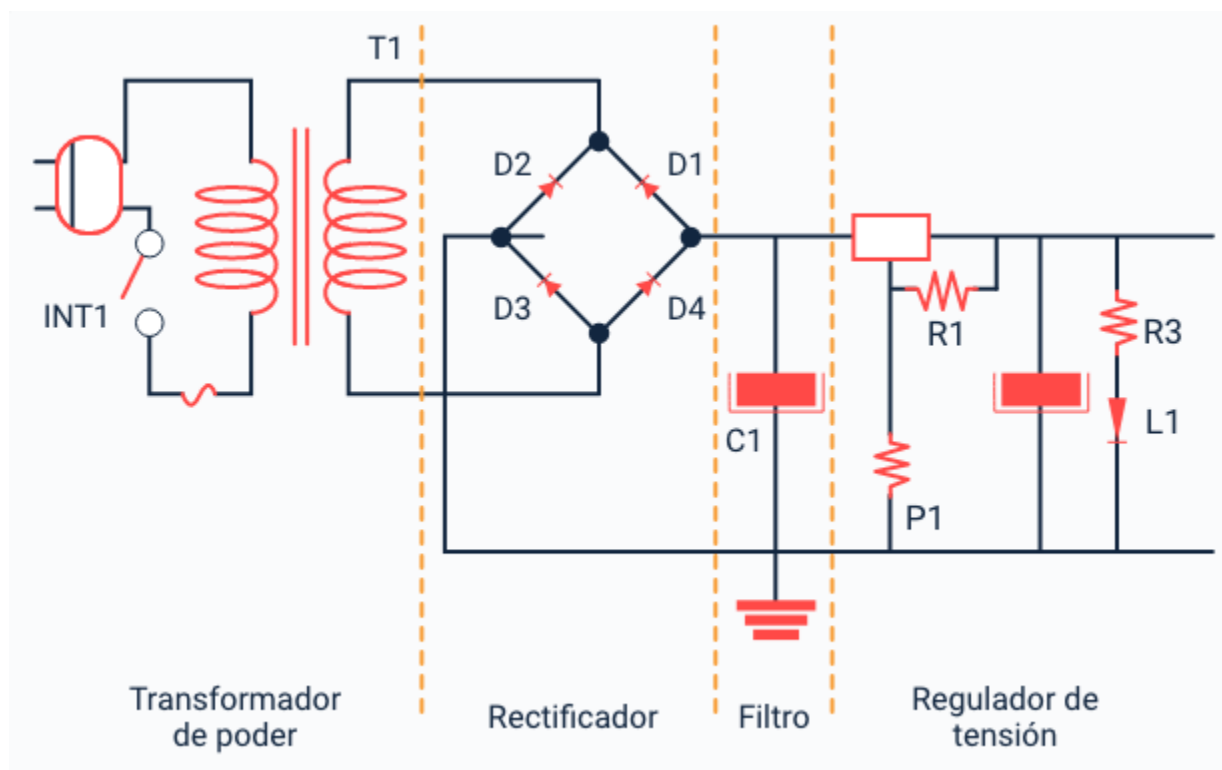 T1
D2
D1
INT1
D3
D4
R1
R3
C1
L1
P1
Transformador
de poder
Rectificador
Filtro
Regulador de
tensión